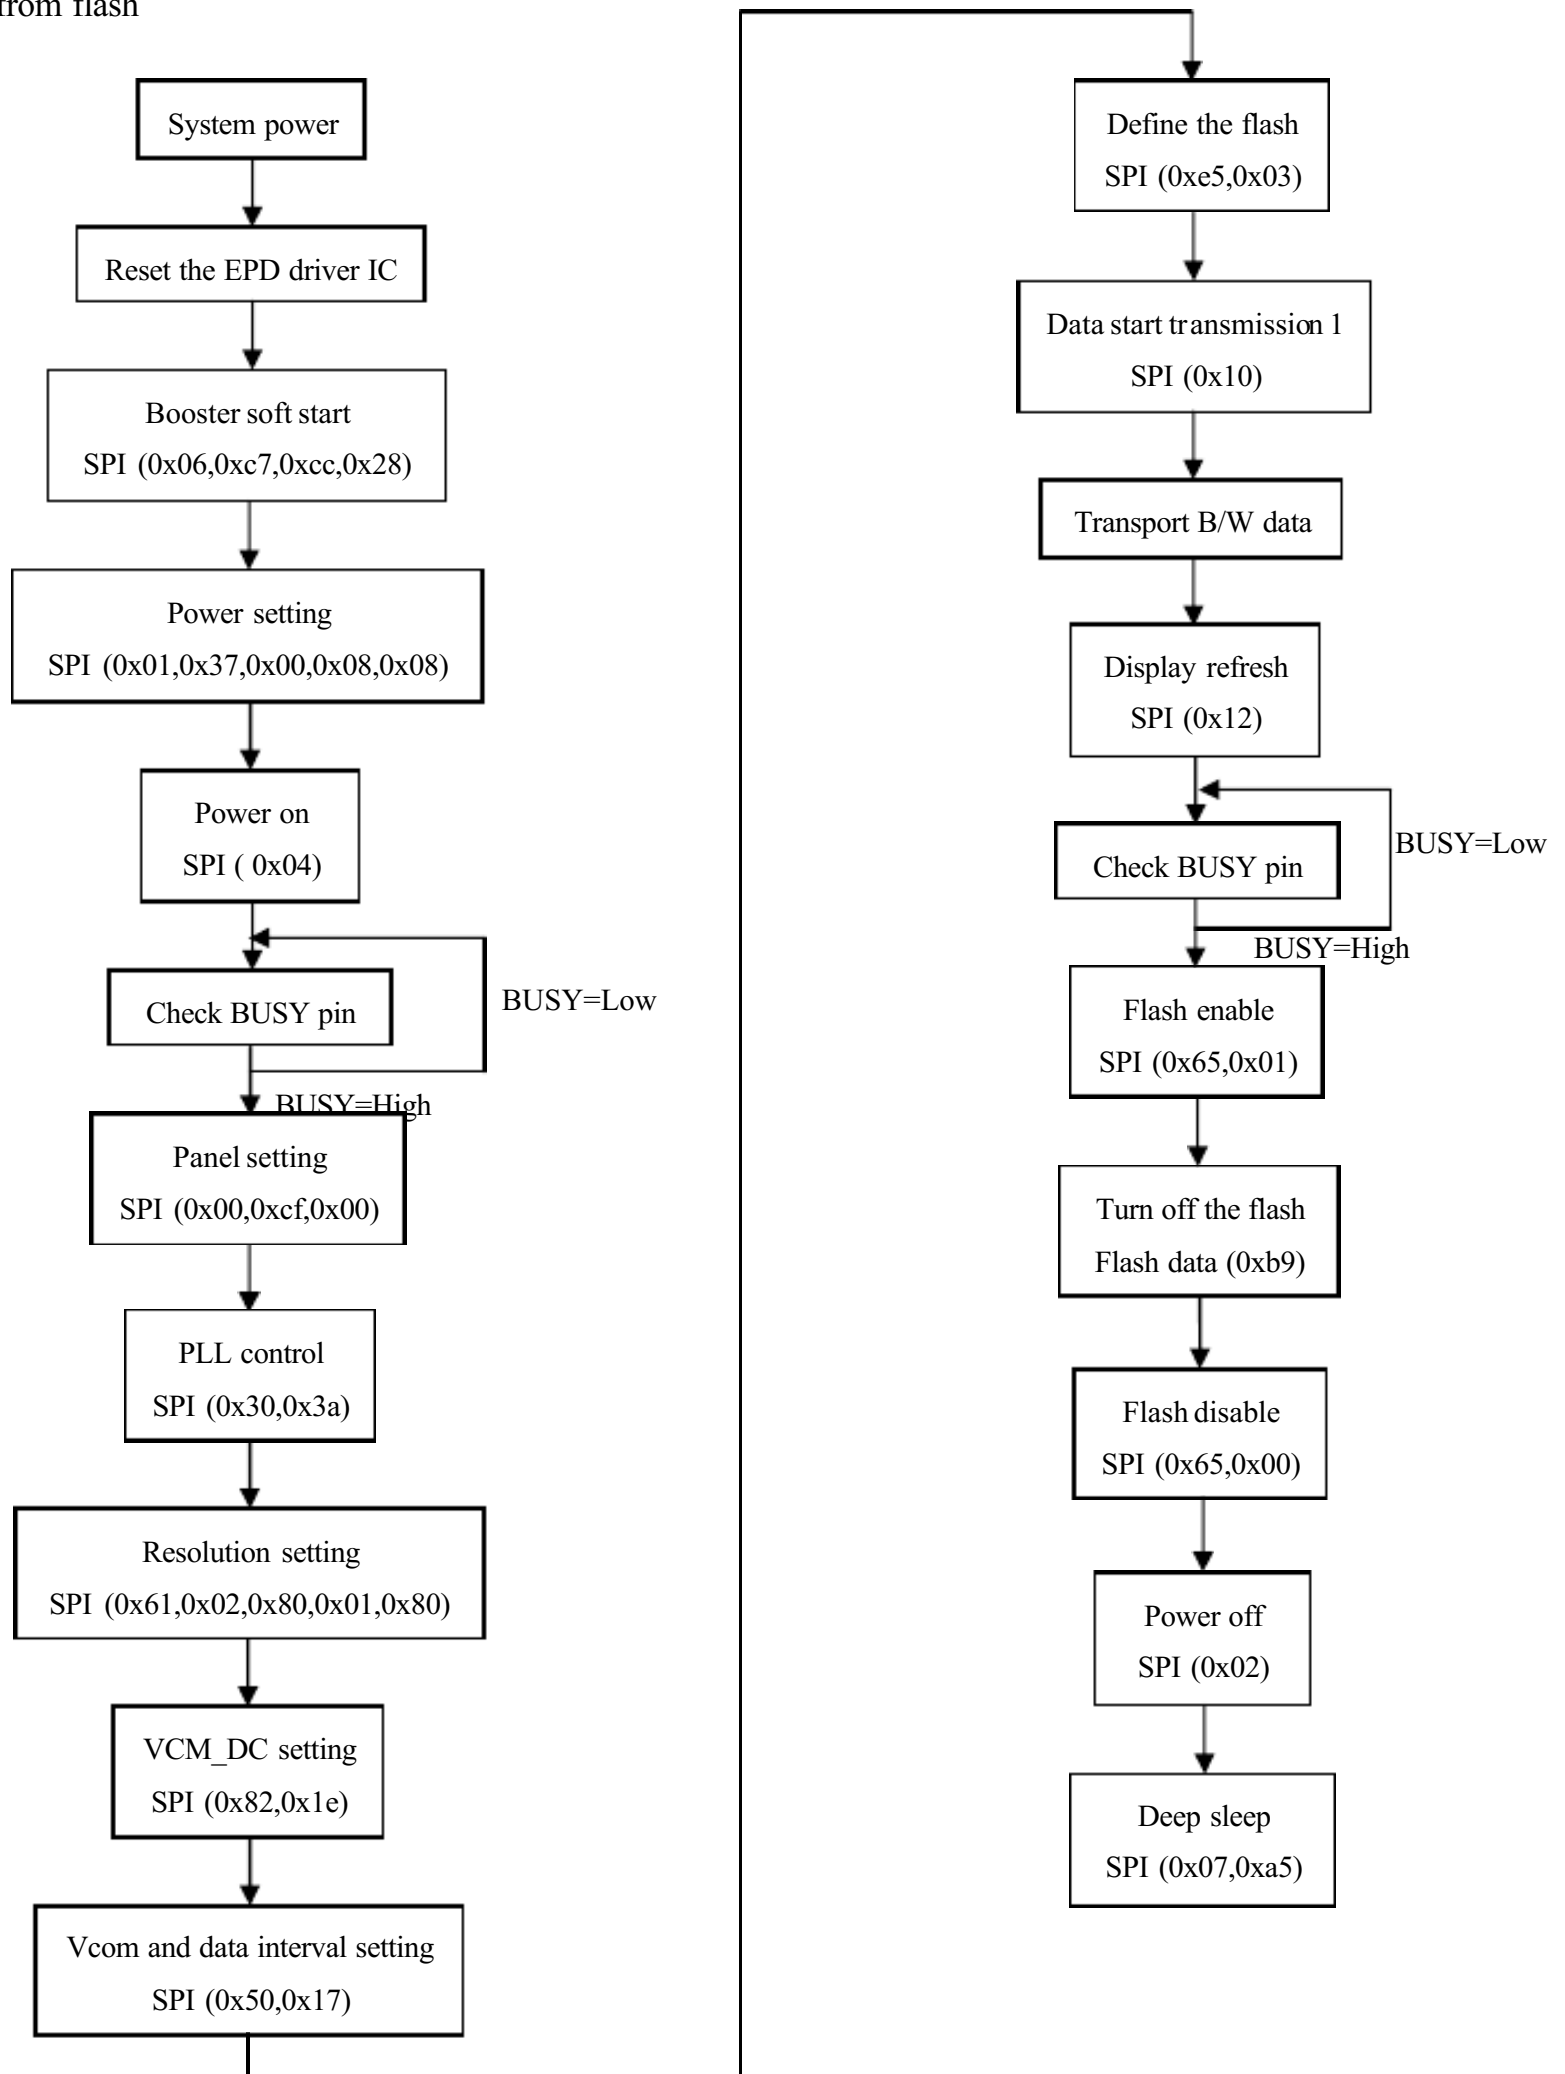 from flash
System power
Reset the EPD driver IC
Booster soft start
SPI (0x06,0xc7,0xcc,0x28)
Power setting
SPI (0x01,0x37,0x00,0x08,0x08)
Power on
SPI ( 0x04)
Check BUSY pin
BUSY=Low
BUSY=High
Panel setting
SPI (0x00,0xcf,0x00)
PLL control
SPI (0x30,0x3a)
Resolution setting
SPI (0x61,0x02,0x80,0x01,0x80)
VCM_DC setting
SPI (0x82,0x1e)
Vcom and data interval setting
SPI (0x50,0x17)
Define the flash
SPI (0xe5,0x03)
Data start transmission 1
SPI (0x10)
Transport B/W data
Display refresh
SPI (0x12)
Check BUSY pin
BUSY=Low
BUSY=High
Flash enable
SPI (0x65,0x01)
Turn off the flash
Flash data (0xb9)
Flash disable
SPI (0x65,0x00)
Power off
SPI (0x02)
Deep sleep
SPI (0x07,0xa5)